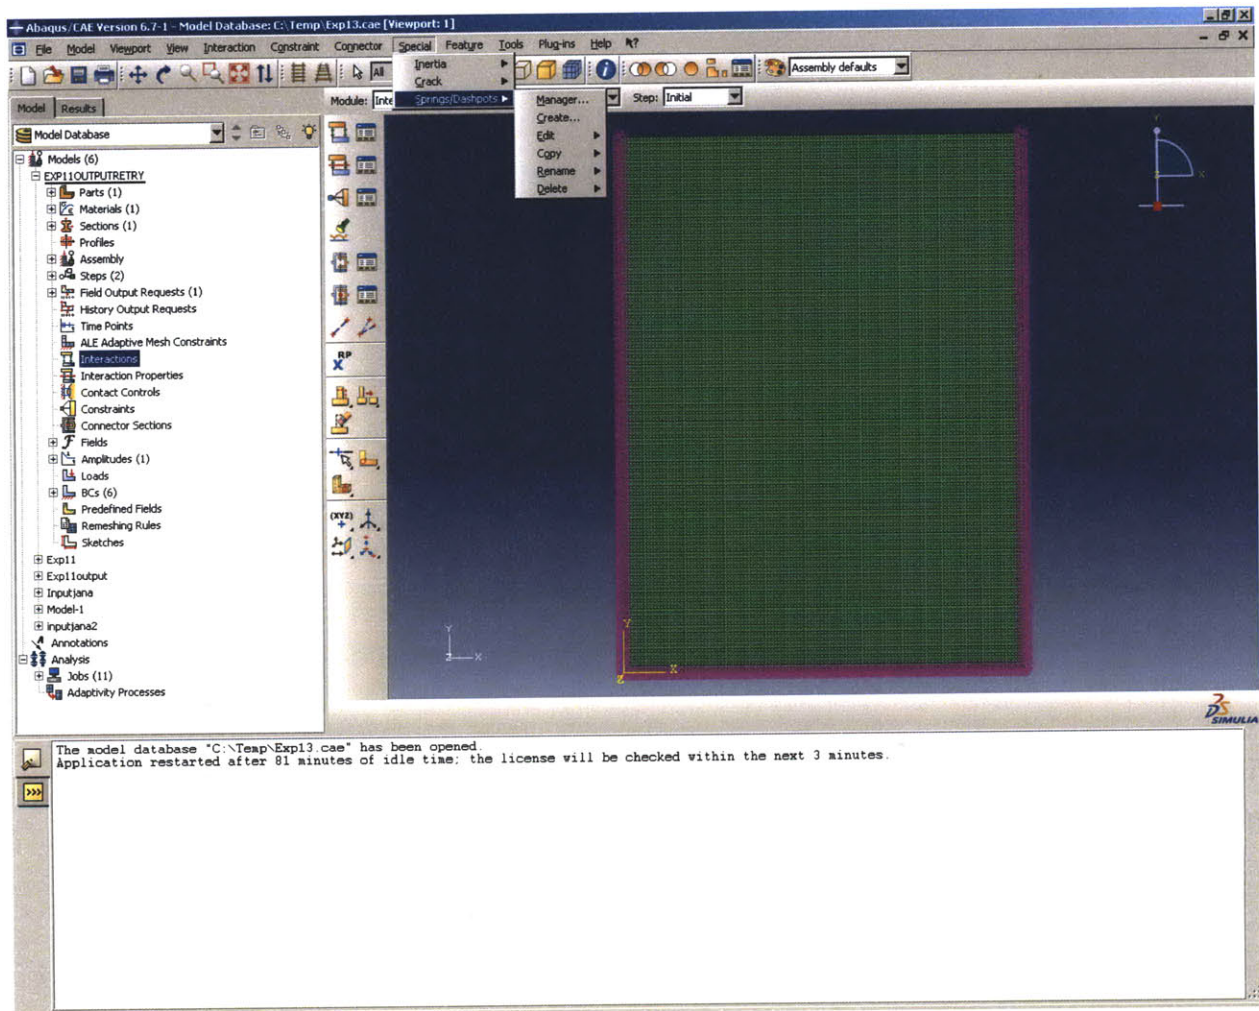 Abaqus/CAE Version 6.7-1 - Model Database: C:\Temp\Exp13.cae [Viewport: 1]
File Model Viewport View Interaction Constraint Connector Special Feature Tools Plug-ins Help
All
Assembly defaults
Inertia
Crack
Springs/Dashpots
Manager...
Create...
Edit
Copy
Rename
Delete
Model Results
Module: Inte
Step: Initial
Model Database
Models (6)
EXP11OUTPUTRETRY
Parts (1)
Materials (1)
Sections (1)
Profiles
Assembly
Steps (2)
Field Output Requests (1)
History Output Requests
Time Points
ALE Adaptive Mesh Constraints
Interactions
Interaction Properties
Contact Controls
Constraints
Connector Sections
Fields
Amplitudes (1)
Loads
BCs (6)
Predefined Fields
Remeshing Rules
Sketches
Exp11
Exp11output
Inputjana
Model-1
inputjana2
Annotations
Analysis
Jobs (11)
Adaptivity Processes
RP
(XYZ)
Y
X
Z
Y
X
Z
X
SIMULIA
The model database "C:\Temp\Exp13.cae" has been opened.
Application restarted after 81 minutes of idle time; the license will be checked within the next 3 minutes.